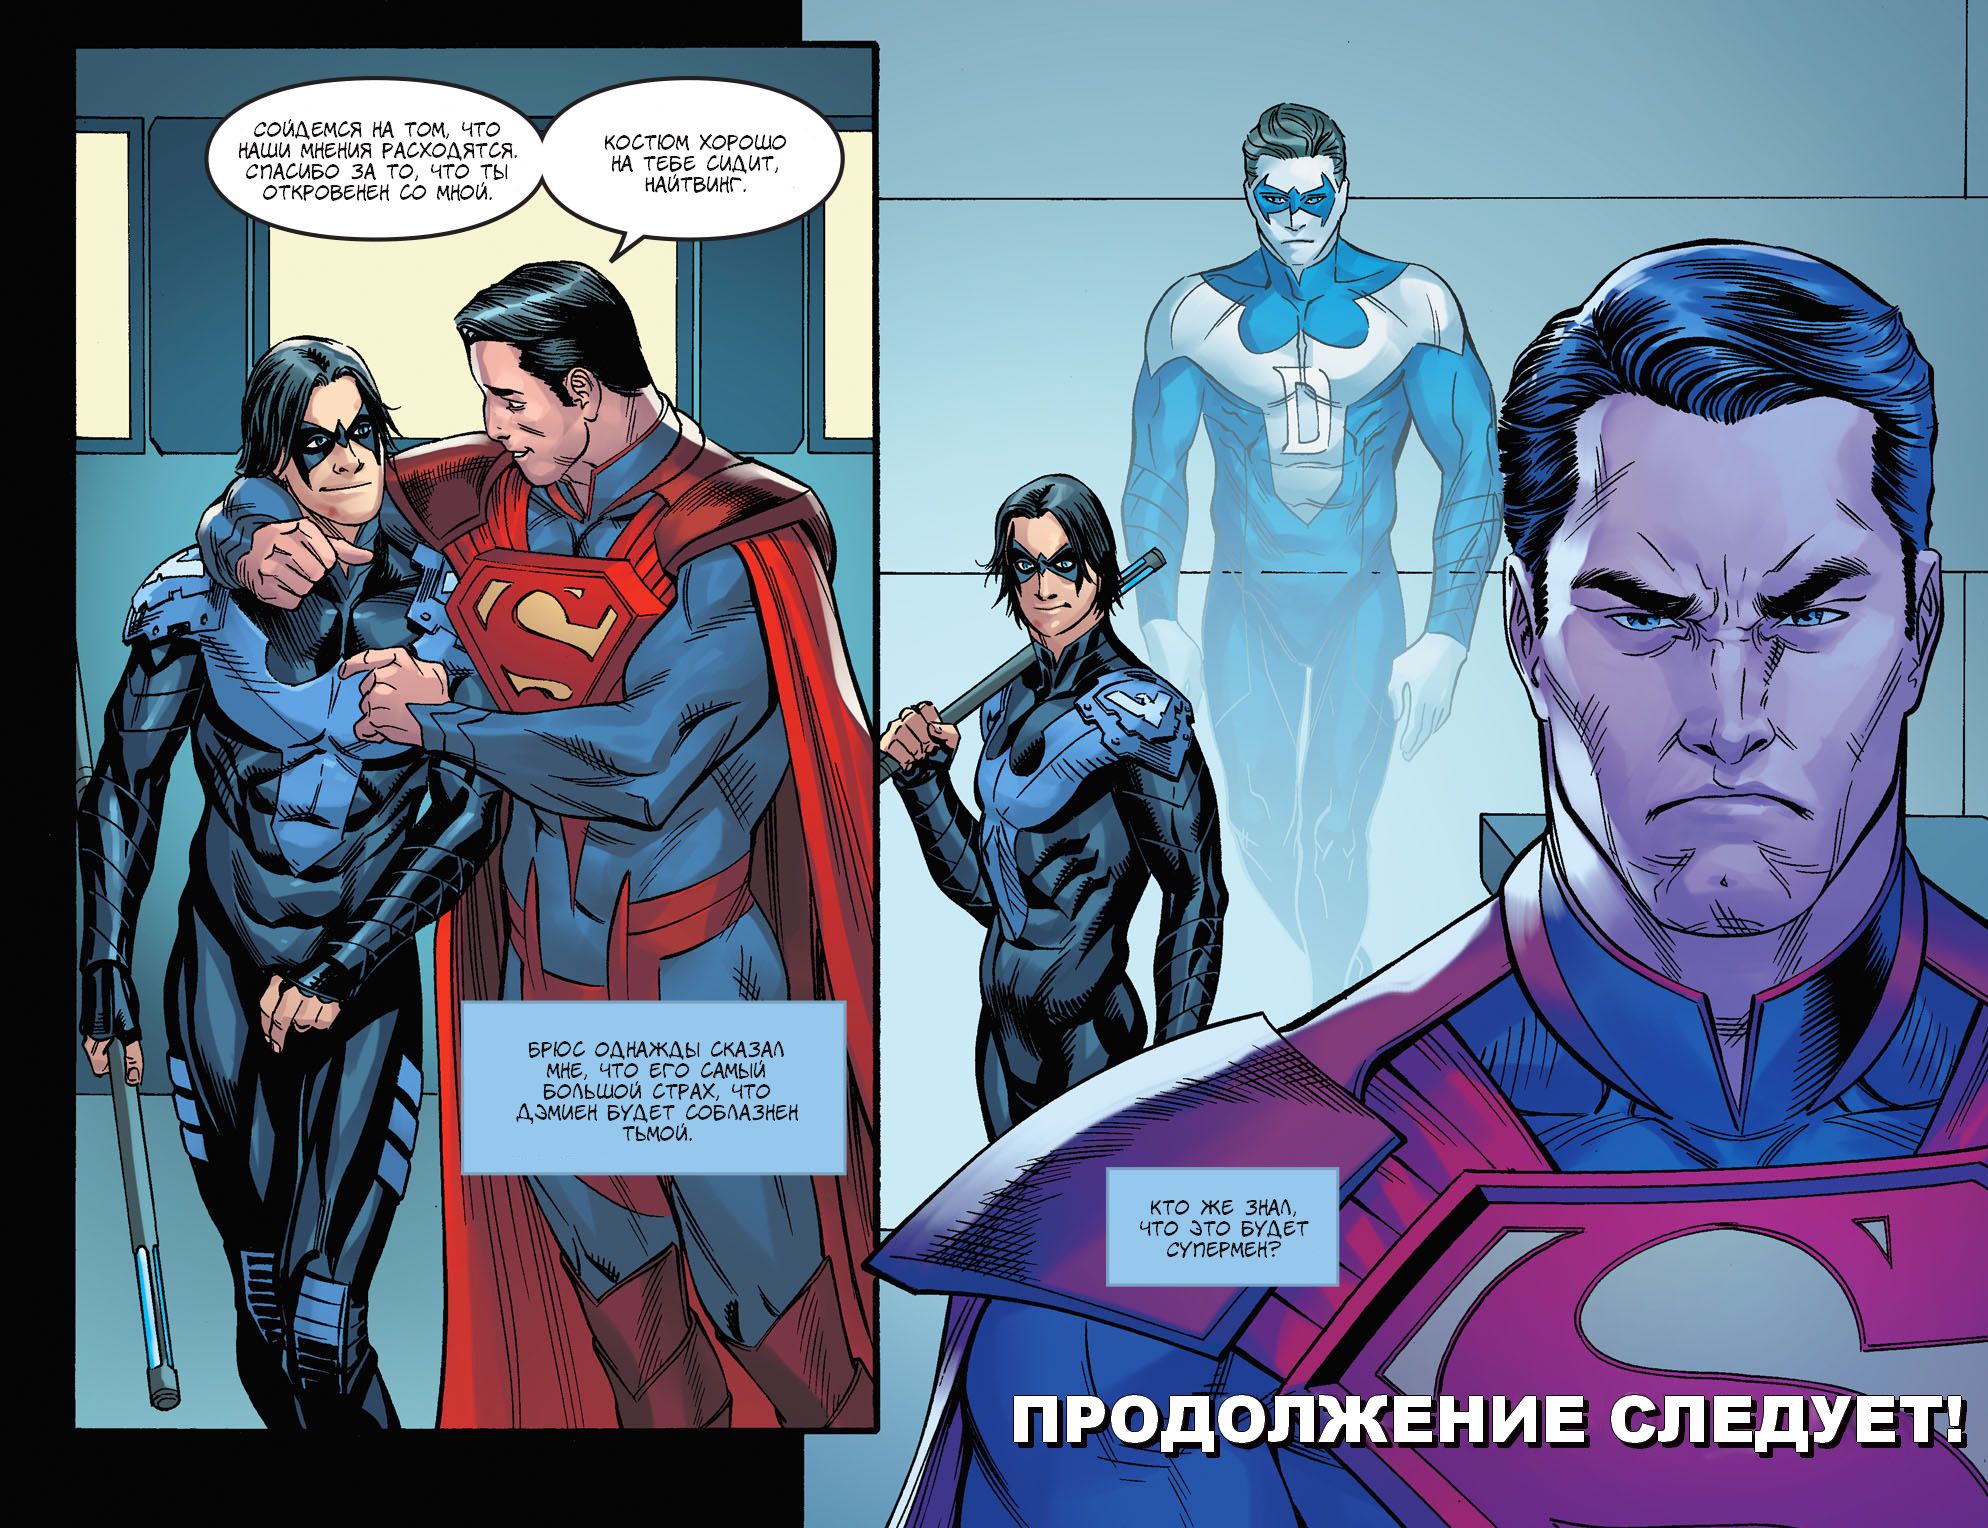 СОЙДЕМСЯ НА ТОМ, ЧТО
НАШИ МНЕНИЯ РАСХОДЯТСЯ.
СПАСИБО ЗА ТО, ЧТО ТЫ
ОТКРОВЕНЕН СО МНОЙ.
КОСТЮМ ХОРОШО
НА ТЕБЕ СИДИТ,
НАЙТВИНГ.
D
БРЮС ОДНАЖДЫ СКАЗАЛ
МНЕ, ЧТО ЕГО САМЫЙ
БОЛЬШОЙ СТРАХ, ЧТО
ДЭМИЕН БУДЕТ СОБЛАЗНЕН
ТЬМОЙ.
КТО ЖЕ ЗНАЛ,
ЧТО ЭТО БУДЕТ
СУПЕРМЕН?
ПРОДОЛЖЕНИЕ СЛЕДУЕТ!